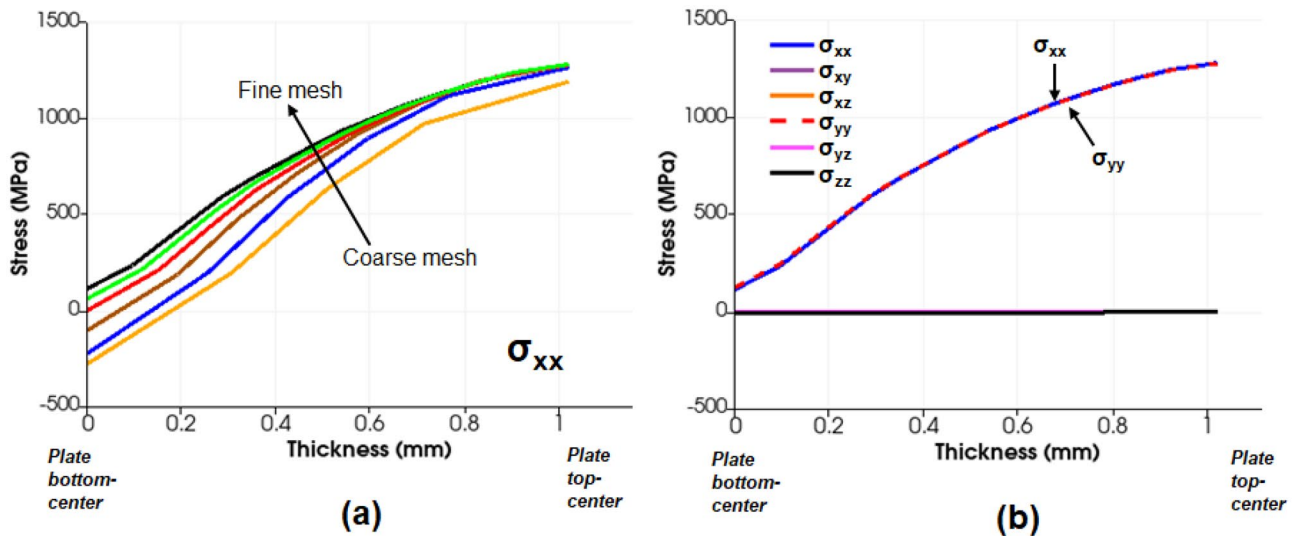 1500
1000
500
0
-500
Stress (MPa)
Fine mesh
Coarse mesh
σxx
0
0.2
0.4
0.6
0.8
1
Thickness (mm)
Plate
bottom-
center
Plate
top-
center
(a)
1500
1000
500
0
-500
Stress (MPa)
σxx
σxy
σxz
σyy
σyz
σzz
σxx
σyy
0
0.2
0.4
0.6
0.8
1
Thickness (mm)
Plate
bottom-
center
Plate
top-
center
(b)